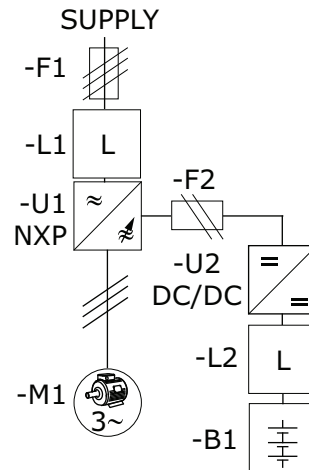 SUPPLY
-F1
-L1
L
-F2
-U1
NXP
-U2
DC/DC
-L2
L
-M1
3~
-B1